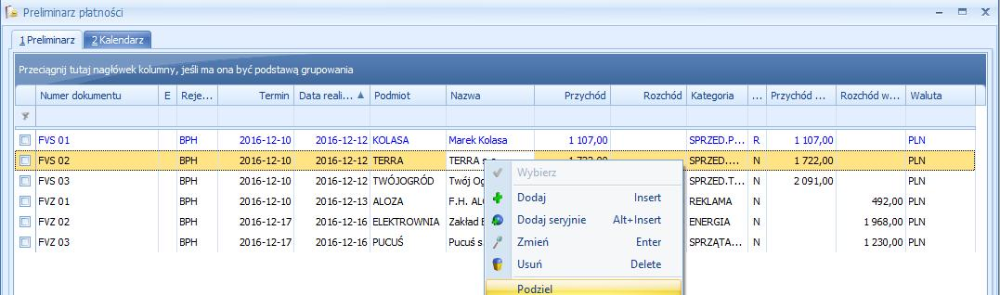 Preliminarz płatności
1 Preliminarz 2 Kalendarz
Przeciągnij tutaj nagłówek kolumny, jeśli ma ona być podstawą grupowania
Numer dokumentu E Reje... Termin Data reali... Podmiot Nazwa Przychód Rozchód Kategoria ... Przychód ... Rozchód w... Waluta
FVS 01 BPH 2016-12-10 2016-12-12 KOLASA Marek Kolasa 1 107,00 SPRZED.P... R 1 107,00 PLN
FVS 02 BPH 2016-12-10 2016-12-12 TERRA TERRA 1 722,00 SPRZED.... N 1 722,00 PLN
FVS 03 BPH 2016-12-10 2016-12-12 TWÓJOGRÓD Twój SPRZED.T... N 2 091,00 PLN
FVZ 01 BPH 2016-12-10 2016-12-13 ALOZA F.H. REKLAMA N 492,00 PLN
FVZ 02 BPH 2016-12-17 2016-12-16 ELEKTROWNIA Zakład ENERGIA N 1 968,00 PLN
FVZ 03 BPH 2016-12-17 2016-12-16 PUCUŚ Pucuś s SPRZĄTA... N 1 230,00 PLN
Wybierz
Dodaj Insert
Dodaj seryjnie Alt+Insert
Zmień Enter
Usuń Delete
Podziel